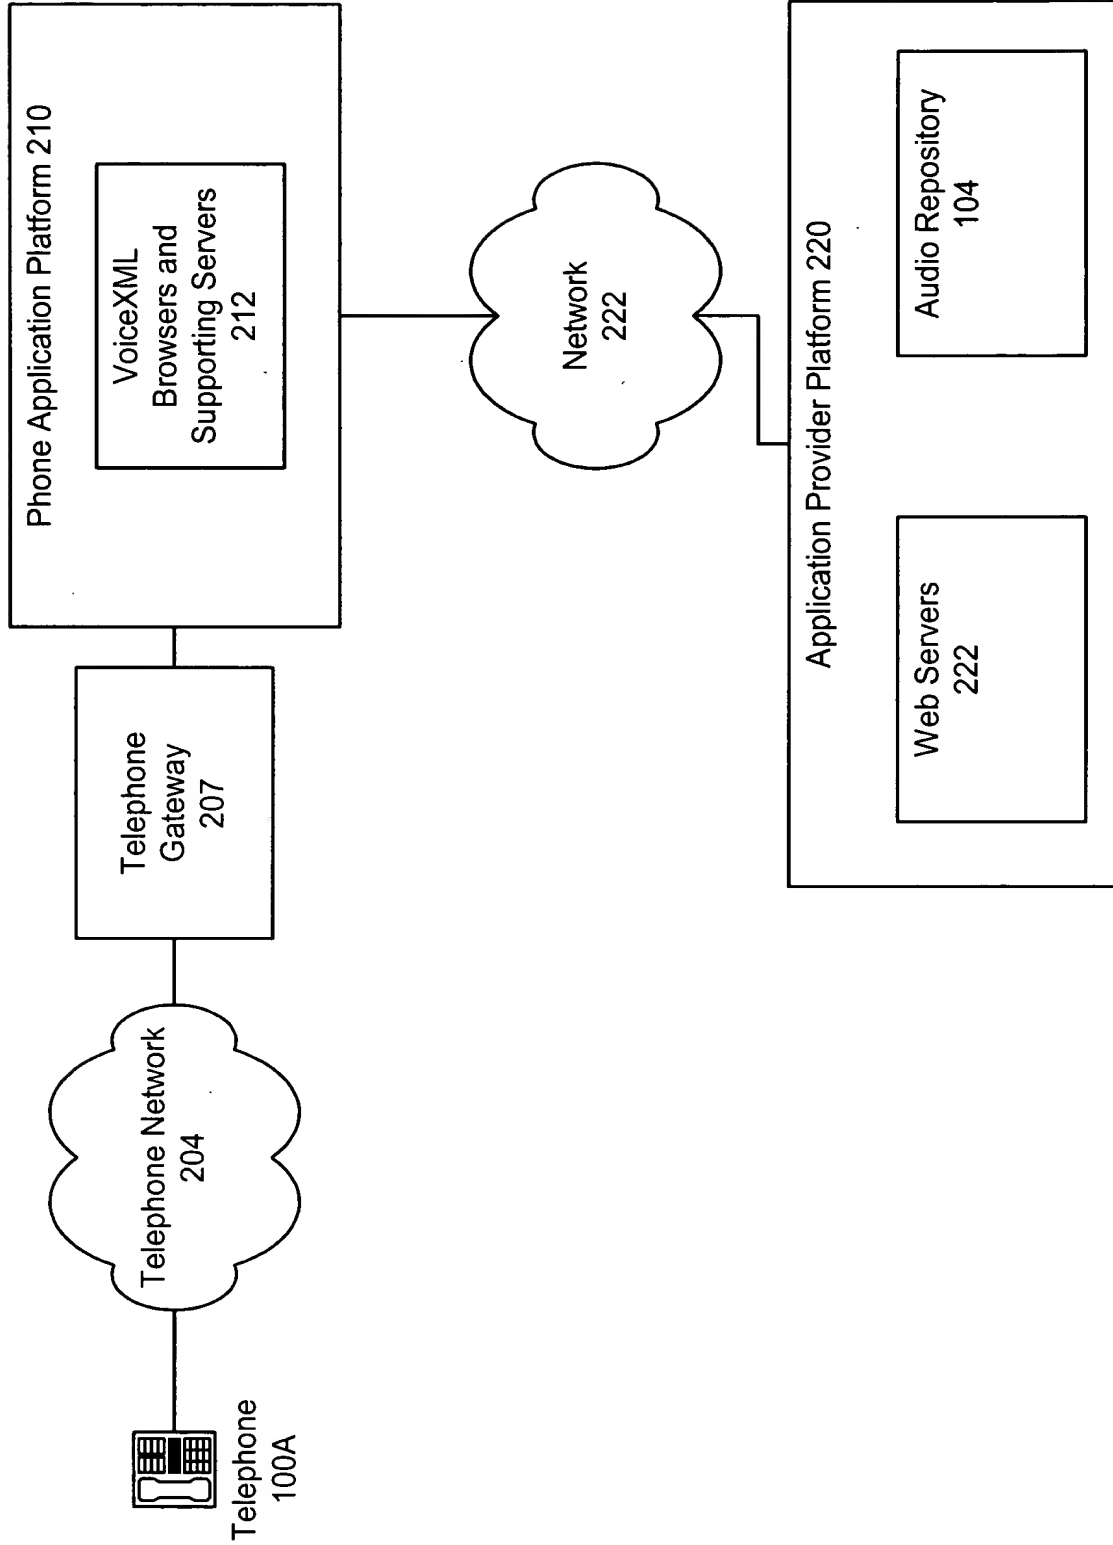 Telephone
100A
Telephone Network
204
Telephone
Gateway
207
Phone Application Platform 210
VoiceXML
Browsers and
Supporting Servers
212
Network
222
Application Provider Platform 220
Web Servers
222
Audio Repository
104